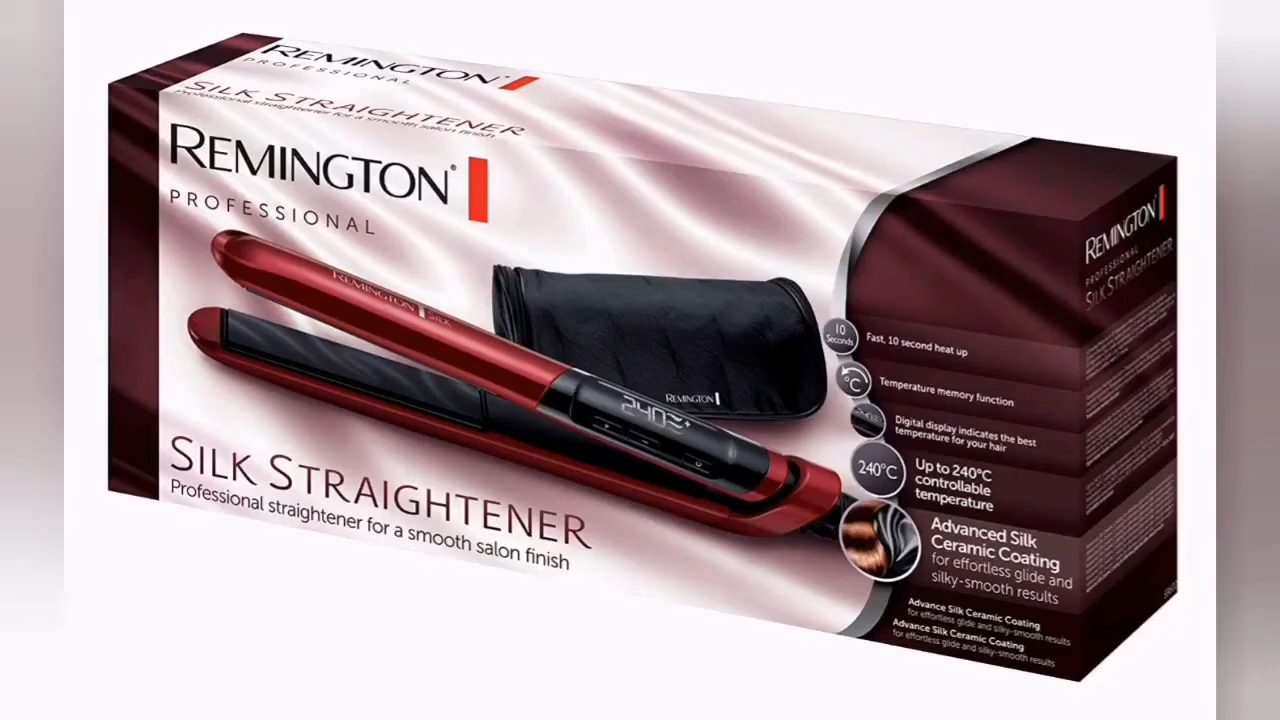 REMINGTON®
PROFESSIONAL
SILK STRAIGHTENER
Professional straightener for a smooth salon finish
REMINGTON®
PROFESSIONAL
REMINGTON SILK
240
REMINGTON
SILK STRAIGHTENER
Professional straightener for a smooth salon finish
10
Seconds
Fast, 10 second heat up
°C
Temperature memory function
Digital display indicates the best
temperature for your hair
240°C
Up to 240°C
controllable
temperature
Advanced Silk
Ceramic Coating
for effortless glide and
silky-smooth results
Advance Silk Ceramic Coating
for effortless glide and silky-smooth results
Advance Silk Ceramic Coating
for effortless glide and silky-smooth results
REMINGTON
PROFESSIONAL
SILK STRAIGHTENER